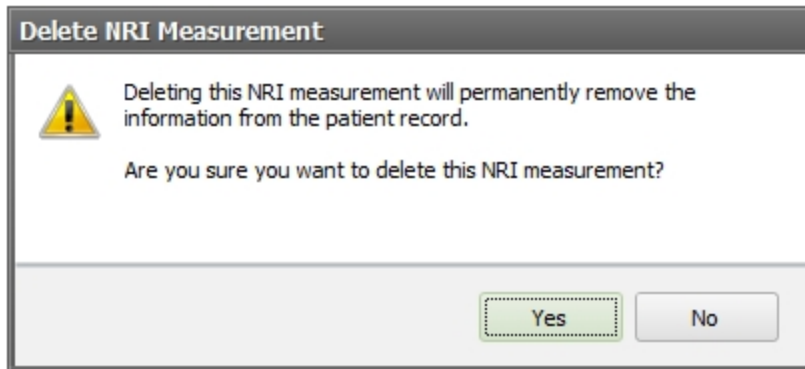 Delete NRI Measurement
Deleting this NRI measurement will permanently remove the
information from the patient record.
Are you sure you want to delete this NRI measurement?
Yes
No